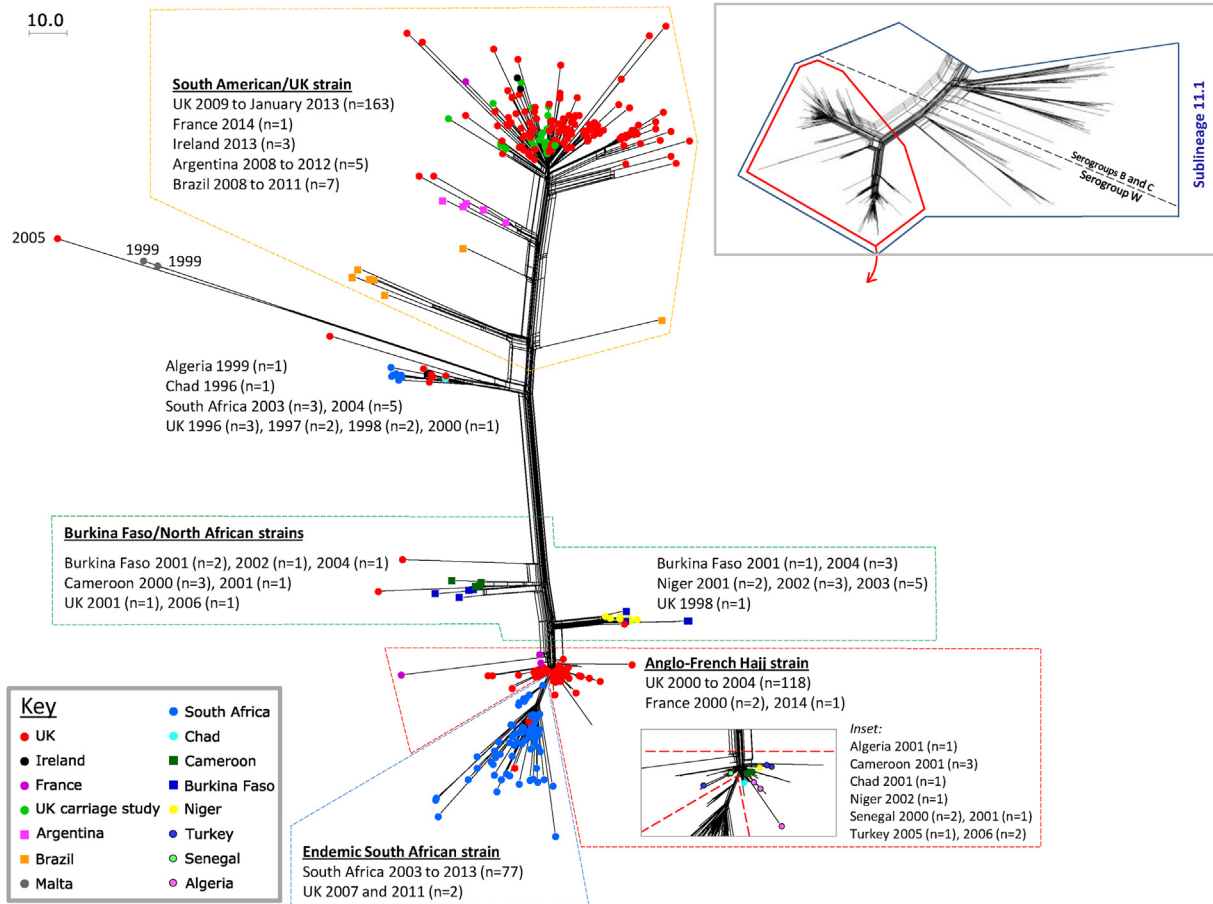 10.0
South American/UK strain
UK 2009 to January 2013 (n=163)
France 2014 (n=1)
Ireland 2013 (n=3)
Argentina 2008 to 2012 (n=5)
Brazil 2008 to 2011 (n=7)
Serogroups B and C
Serogroup W
Sublineage 11.1
2005
1999
1999
Algeria 1999 (n=1)
Chad 1996 (n=1)
South Africa 2003 (n=3), 2004 (n=5)
UK 1996 (n=3), 1997 (n=2), 1998 (n=2), 2000 (n=1)
Burkina Faso/North African strains
Burkina Faso 2001 (n=2), 2002 (n=1), 2004 (n=1)
Cameroon 2000 (n=3), 2001 (n=1)
UK 2001 (n=1), 2006 (n=1)
Burkina Faso 2001 (n=1), 2004 (n=3)
Niger 2001 (n=2), 2002 (n=3), 2003 (n=5)
UK 1998 (n=1)
Anglo-French Hajj strain
UK 2000 to 2004 (n=118)
France 2000 (n=2), 2014 (n=1)
Inset:
Algeria 2001 (n=1)
Cameroon 2001 (n=3)
Chad 2001 (n=1)
Niger 2002 (n=1)
Senegal 2000 (n=2), 2001 (n=1)
Turkey 2005 (n=1), 2006 (n=2)
Endemic South African strain
South Africa 2003 to 2013 (n=77)
UK 2007 and 2011 (n=2)
Key
UK
Ireland
France
UK carriage study
Argentina
Brazil
Malta
South Africa
Chad
Cameroon
Burkina Faso
Niger
Turkey
Senegal
Algeria